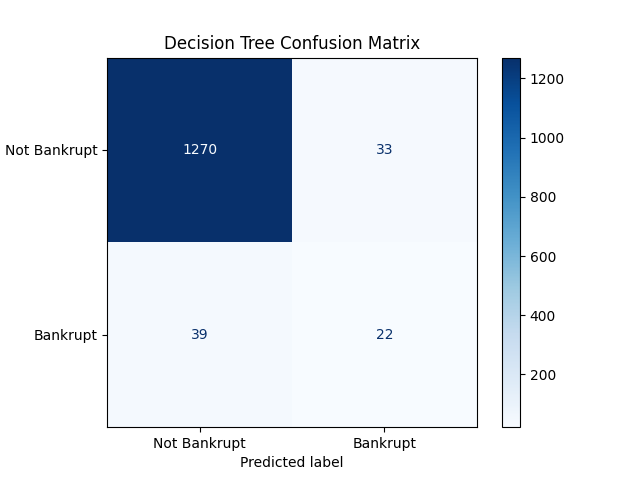 Decision Tree Confusion Matrix
Not Bankrupt
1270
33
Bankrupt
39
22
Not Bankrupt
Bankrupt
Predicted label
1200
1000
800
600
400
200